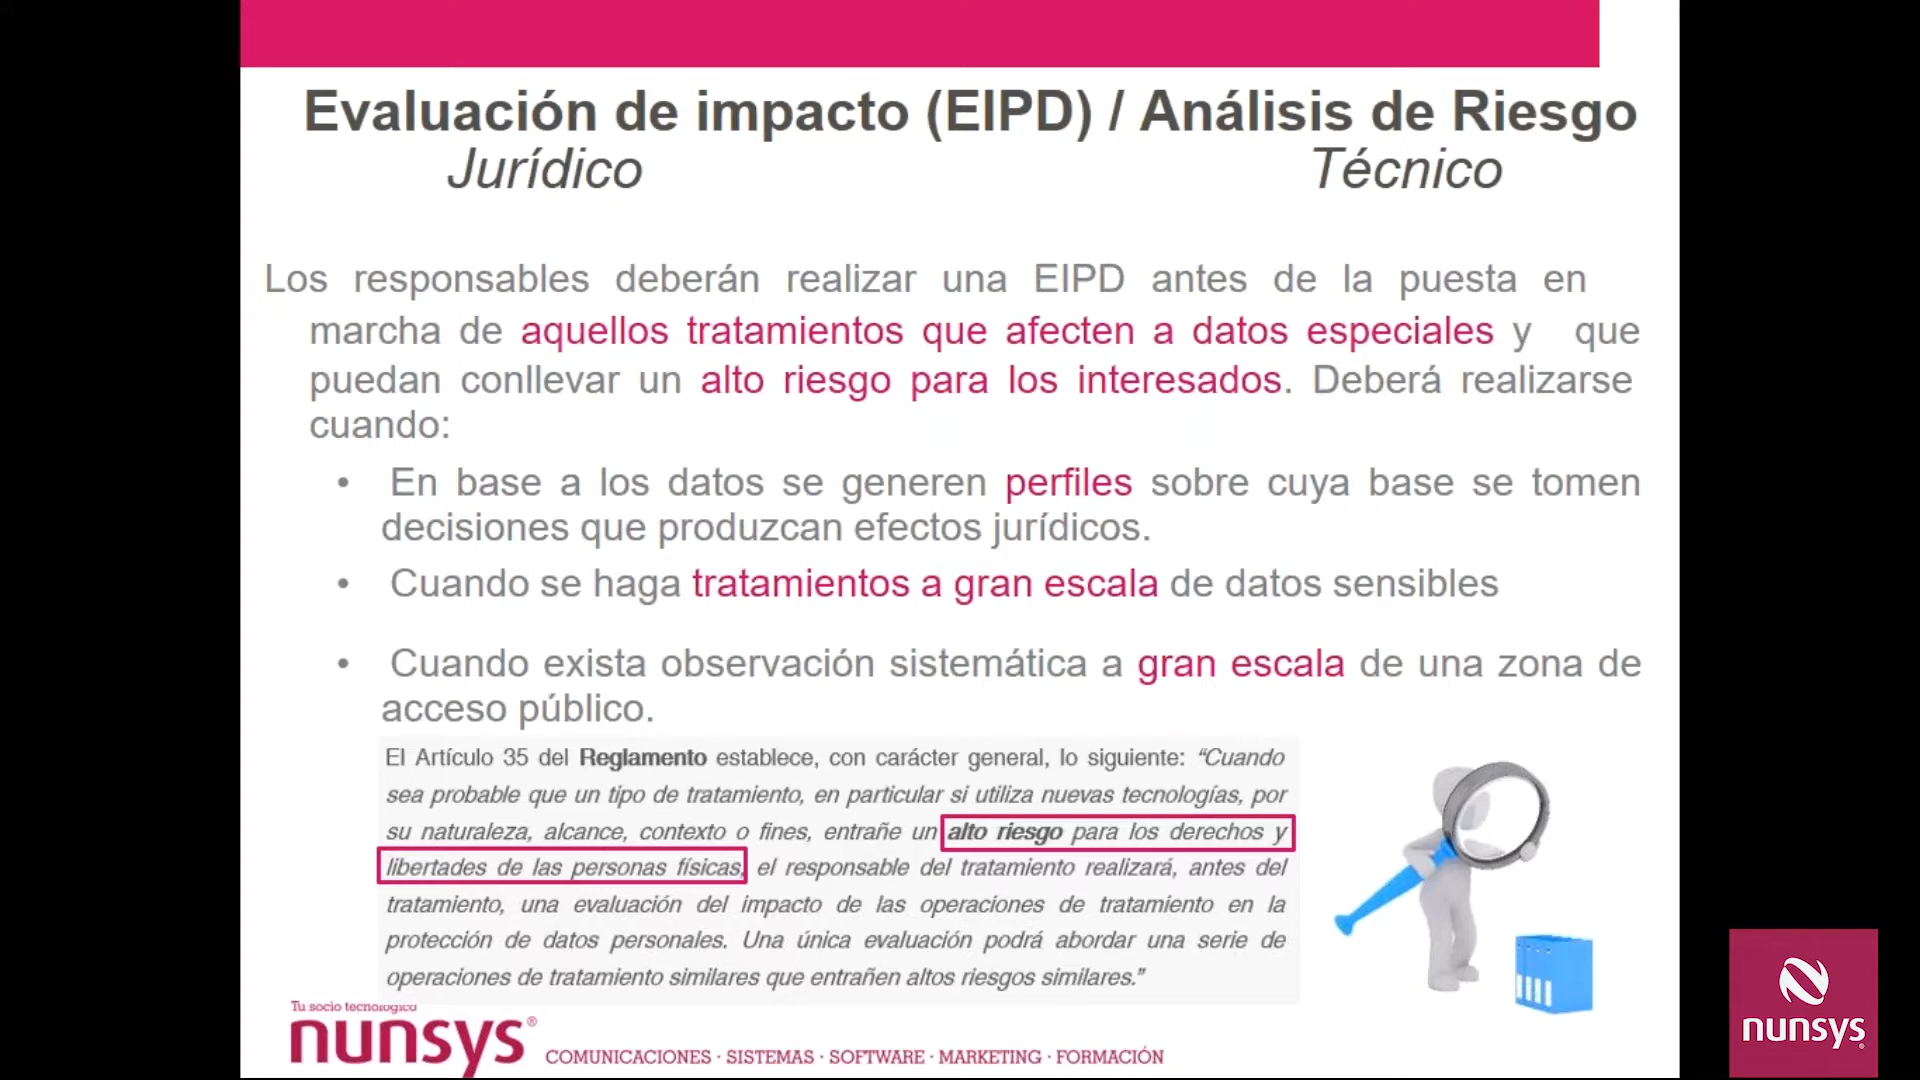 Evaluación de impacto (EIPD) / Análisis de Riesgo
Jurídico Técnico
Los responsables deberán realizar una EIPD antes de la puesta en
marcha de aquellos tratamientos que afecten a datos especiales y que
puedan conllevar un alto riesgo para los interesados. Deberá realizarse
cuando:
• En base a los datos se generen perfiles sobre cuya base se tomen
decisiones que produzcan efectos jurídicos.
• Cuando se haga tratamientos a gran escala de datos sensibles
• Cuando exista observación sistemática a gran escala de una zona de
acceso público.
El Artículo 35 del Reglamento establece, con carácter general, lo siguiente: “Cuando
sea probable que un tipo de tratamiento, en particular si utiliza nuevas tecnologías, por
su naturaleza, alcance, contexto o fines, entrañe un alto riesgo para los derechos y
libertades de las personas físicas, el responsable del tratamiento realizará, antes del
tratamiento, una evaluación del impacto de las operaciones de tratamiento en la
protección de datos personales. Una única evaluación podrá abordar una serie de
operaciones de tratamiento similares que entrañen altos riesgos similares.”
Tu socio tecnológico
nunsys®
COMUNICACIONES · SISTEMAS · SOFTWARE · MARKETING · FORMACIÓN
nunsys®